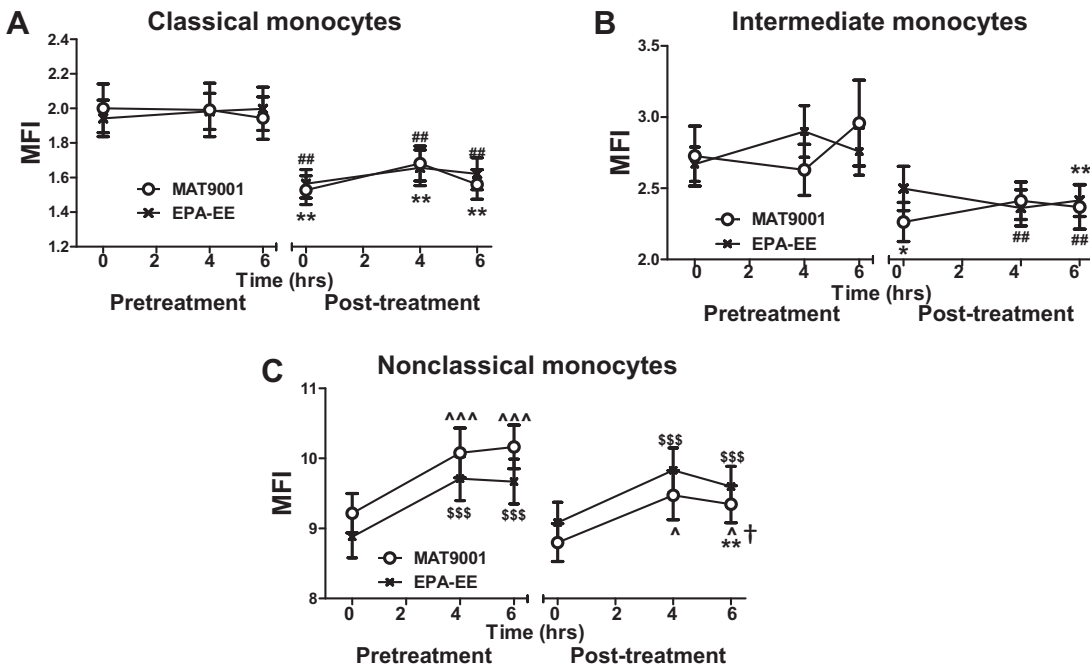 A Classical monocytes
2.4
2.2
2.0
1.8
1.6
1.4
1.2
MFI
MAT9001
EPA-EE
## ## ##
** ** **
0 2 4 6 0 2 4 6
Time (hrs)
Pretreatment Post-treatment
B Intermediate monocytes
3.5
3.0
2.5
2.0
MFI
MAT9001
EPA-EE
**
* ## ##
0 2 4 6 0 2 4 6
Time (hrs)
Pretreatment Post-treatment
C Nonclassical monocytes
11
10
9
8
MFI
^^^ ^^^
$$$ $$$
$$$ $$$
^ ^ †
**
MAT9001
EPA-EE
0 2 4 6 0 2 4 6
Time (hrs)
Pretreatment Post-treatment